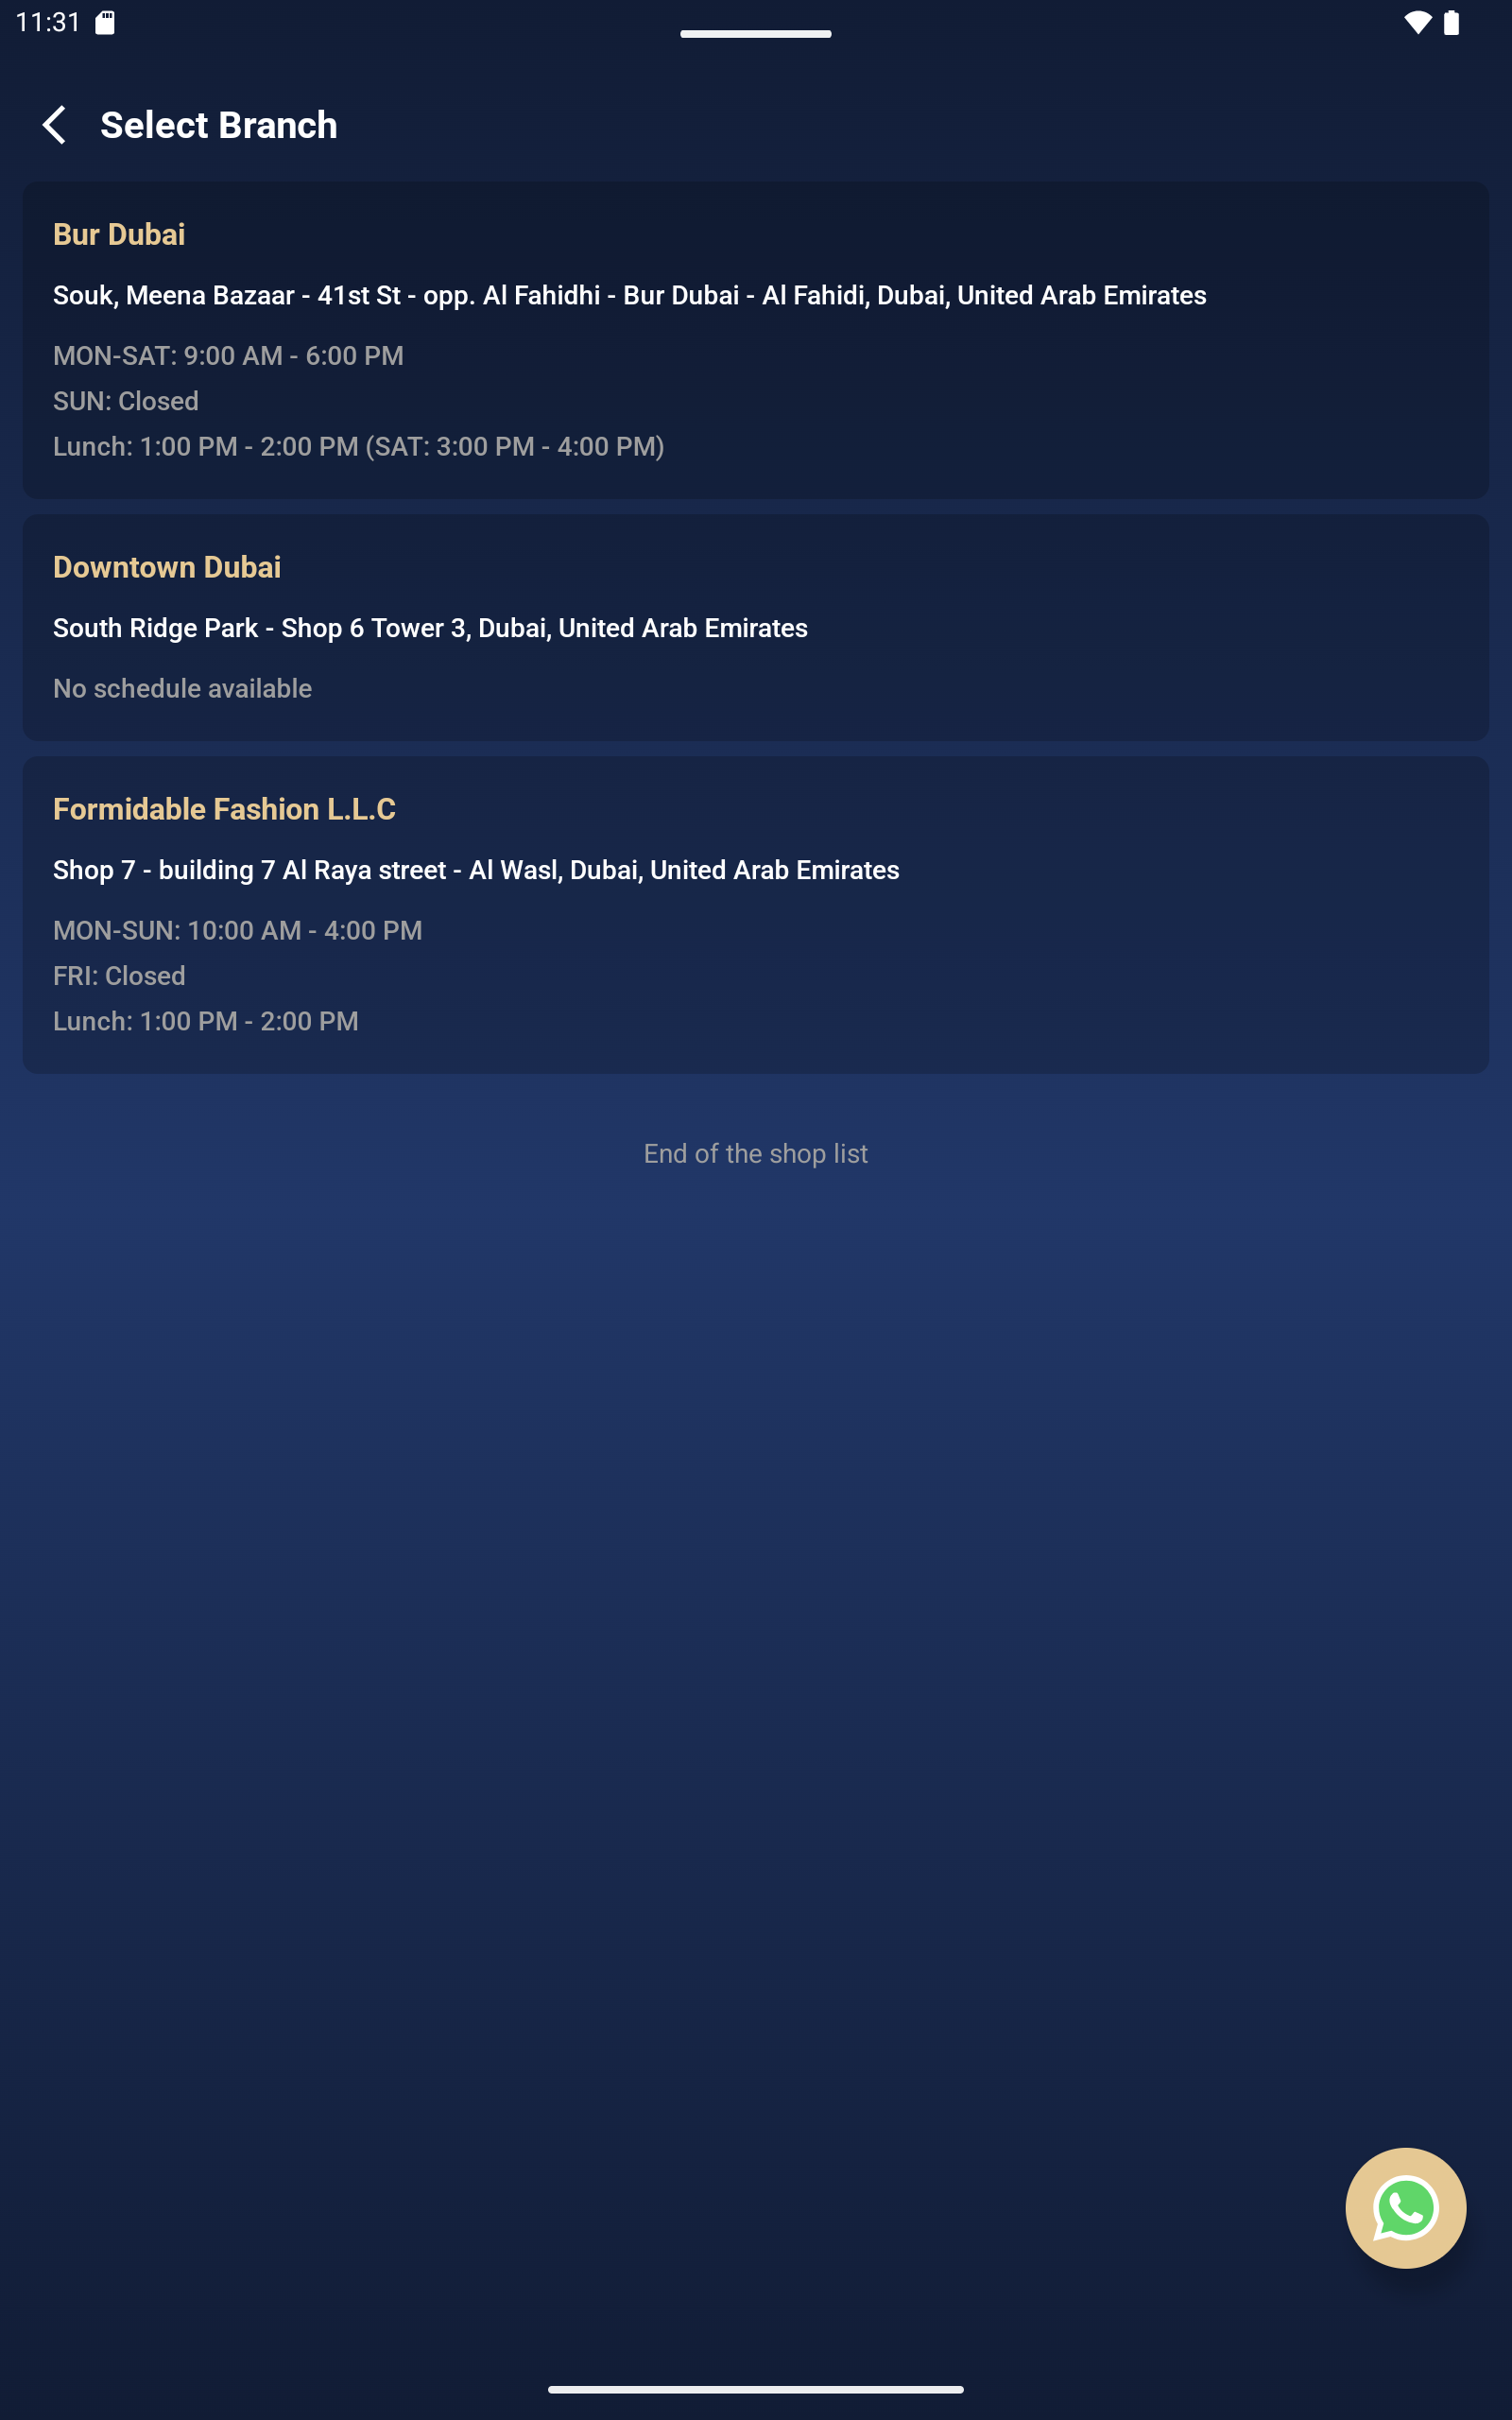 11:31
Select Branch
Bur Dubai
Souk, Meena Bazaar - 41st St - opp. Al Fahidhi - Bur Dubai - Al Fahidi, Dubai, United Arab Emirates
MON-SAT: 9:00 AM - 6:00 PM
SUN: Closed
Lunch: 1:00 PM - 2:00 PM (SAT: 3:00 PM - 4:00 PM)
Downtown Dubai
South Ridge Park - Shop 6 Tower 3, Dubai, United Arab Emirates
No schedule available
Formidable Fashion L.L.C
Shop 7 - building 7 Al Raya street - Al Wasl, Dubai, United Arab Emirates
MON-SUN: 10:00 AM - 4:00 PM
FRI: Closed
Lunch: 1:00 PM - 2:00 PM
End of the shop list